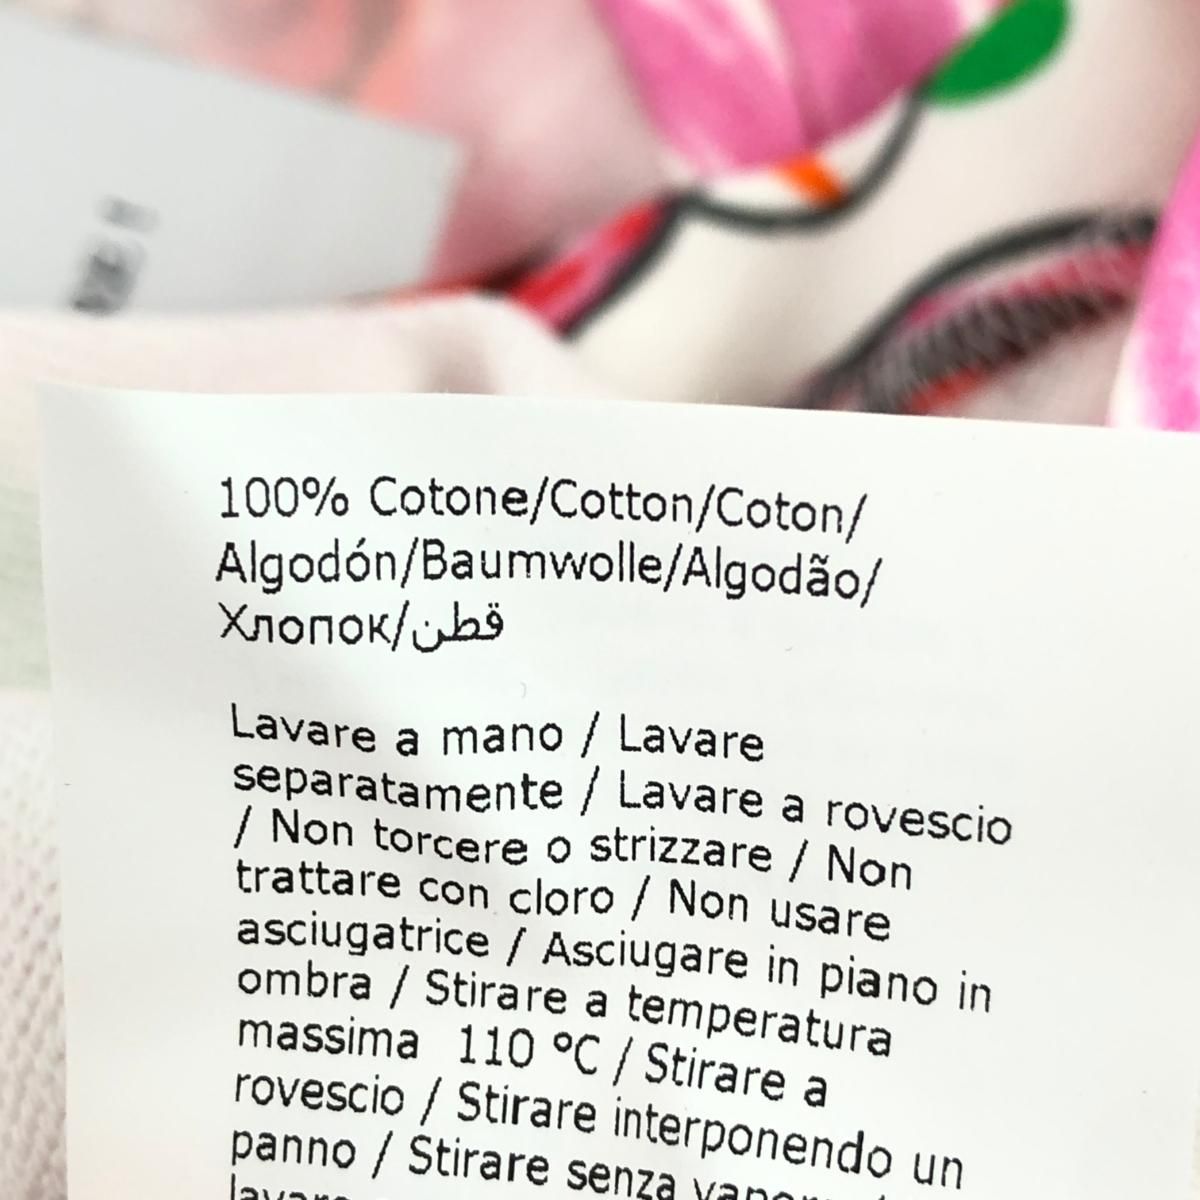 100% Cotone/Cotton/Coton/
Algodón/Baumwolle/Algodão/
Хлопок/قطن
Lavare a mano / Lavare
separatamente / Lavare a rovescio
/ Non torcere o strizzare / Non
trattare con cloro / Non usare
asciugatrice / Asciugare in piano in
ombra / Stirare a temperatura
massima 110 °C / Stirare a
rovescio / Stirare interponendo un
panno / Stirare senza